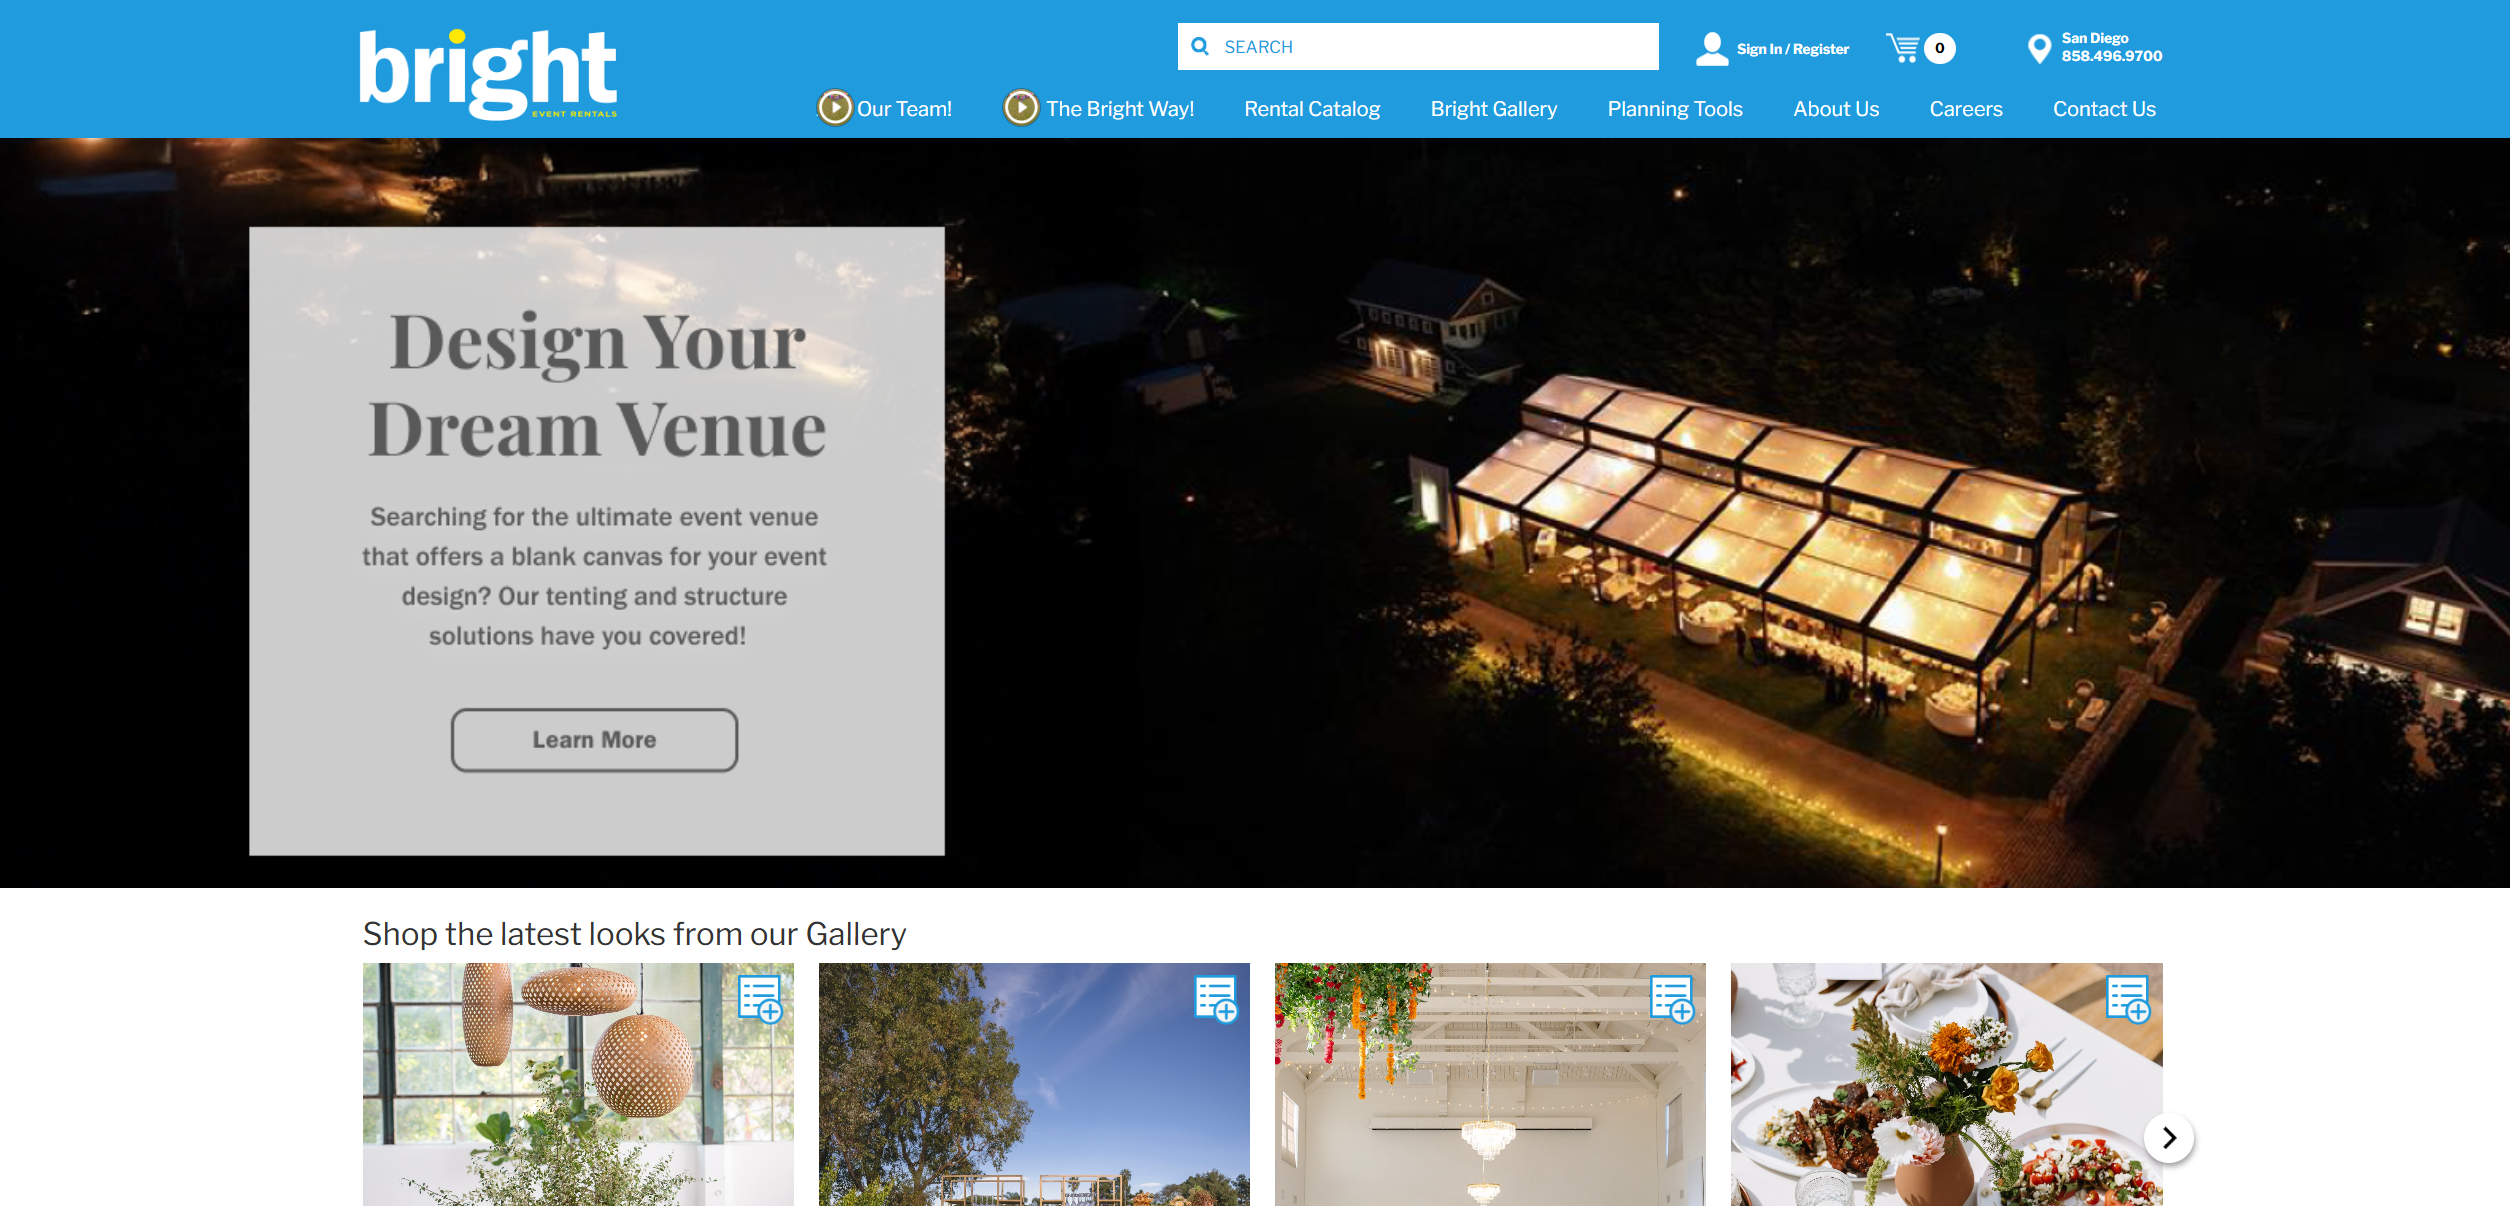 bright
EVENT RENTALS
SEARCH
Sign In / Register
0
San Diego
858.496.9700
Our Team!
The Bright Way!
Rental Catalog
Bright Gallery
Planning Tools
About Us
Careers
Contact Us
Design Your
Dream Venue
Searching for the ultimate event venue
that offers a blank canvas for your event
design? Our tenting and structure
solutions have you covered!
Learn More
Shop the latest looks from our Gallery